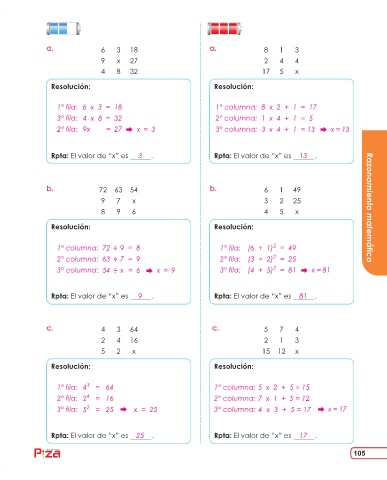 a.
6 3 18
9 x 27
4 8 32
Resolución:
1° fila: 6 x 3 = 18
3° fila: 4 x 8 = 32
2° fila: 9x = 27 ➡ x = 3
Rpta: El valor de “x” es 3 .
b.
72 63 54
9 7 x
8 9 6
Resolución:
1° columna: 72 ÷ 9 = 8
2° columna: 63 ÷ 7 = 9
3° columna: 54 ÷ x = 6 ➡ x = 9
Rpta: El valor de “x” es 9 .
c.
4 3 64
2 4 16
5 2 x
Resolución:
1° fila: 4³ = 64
2° fila: 2⁴ = 16
3° fila: 5² = 25 ➡ x = 25
Rpta: El valor de “x” es 25 .
a.
8 1 3
2 4 4
17 5 x
Resolución:
1° columna: 8 x 2 + 1 = 17
2° columna: 1 x 4 + 1 = 5
3° columna: 3 x 4 + 1 = 13 ➡ x = 13
Rpta: El valor de “x” es 13 .
b.
6 1 49
3 2 25
4 5 x
Resolución:
1° fila: (6 + 1)² = 49
2° fila: (3 + 2)² = 25
3° fila: (4 + 5)² = 81 ➡ x = 81
Rpta: El valor de “x” es 81 .
c.
5 7 4
2 1 3
15 12 x
Resolución:
1° columna: 5 x 2 + 5 = 15
2° columna: 7 x 1 + 5 = 12
3° columna: 4 x 3 + 5 = 17 ➡ x = 17
Rpta: El valor de “x” es 17 .
Razonamiento matemático
105